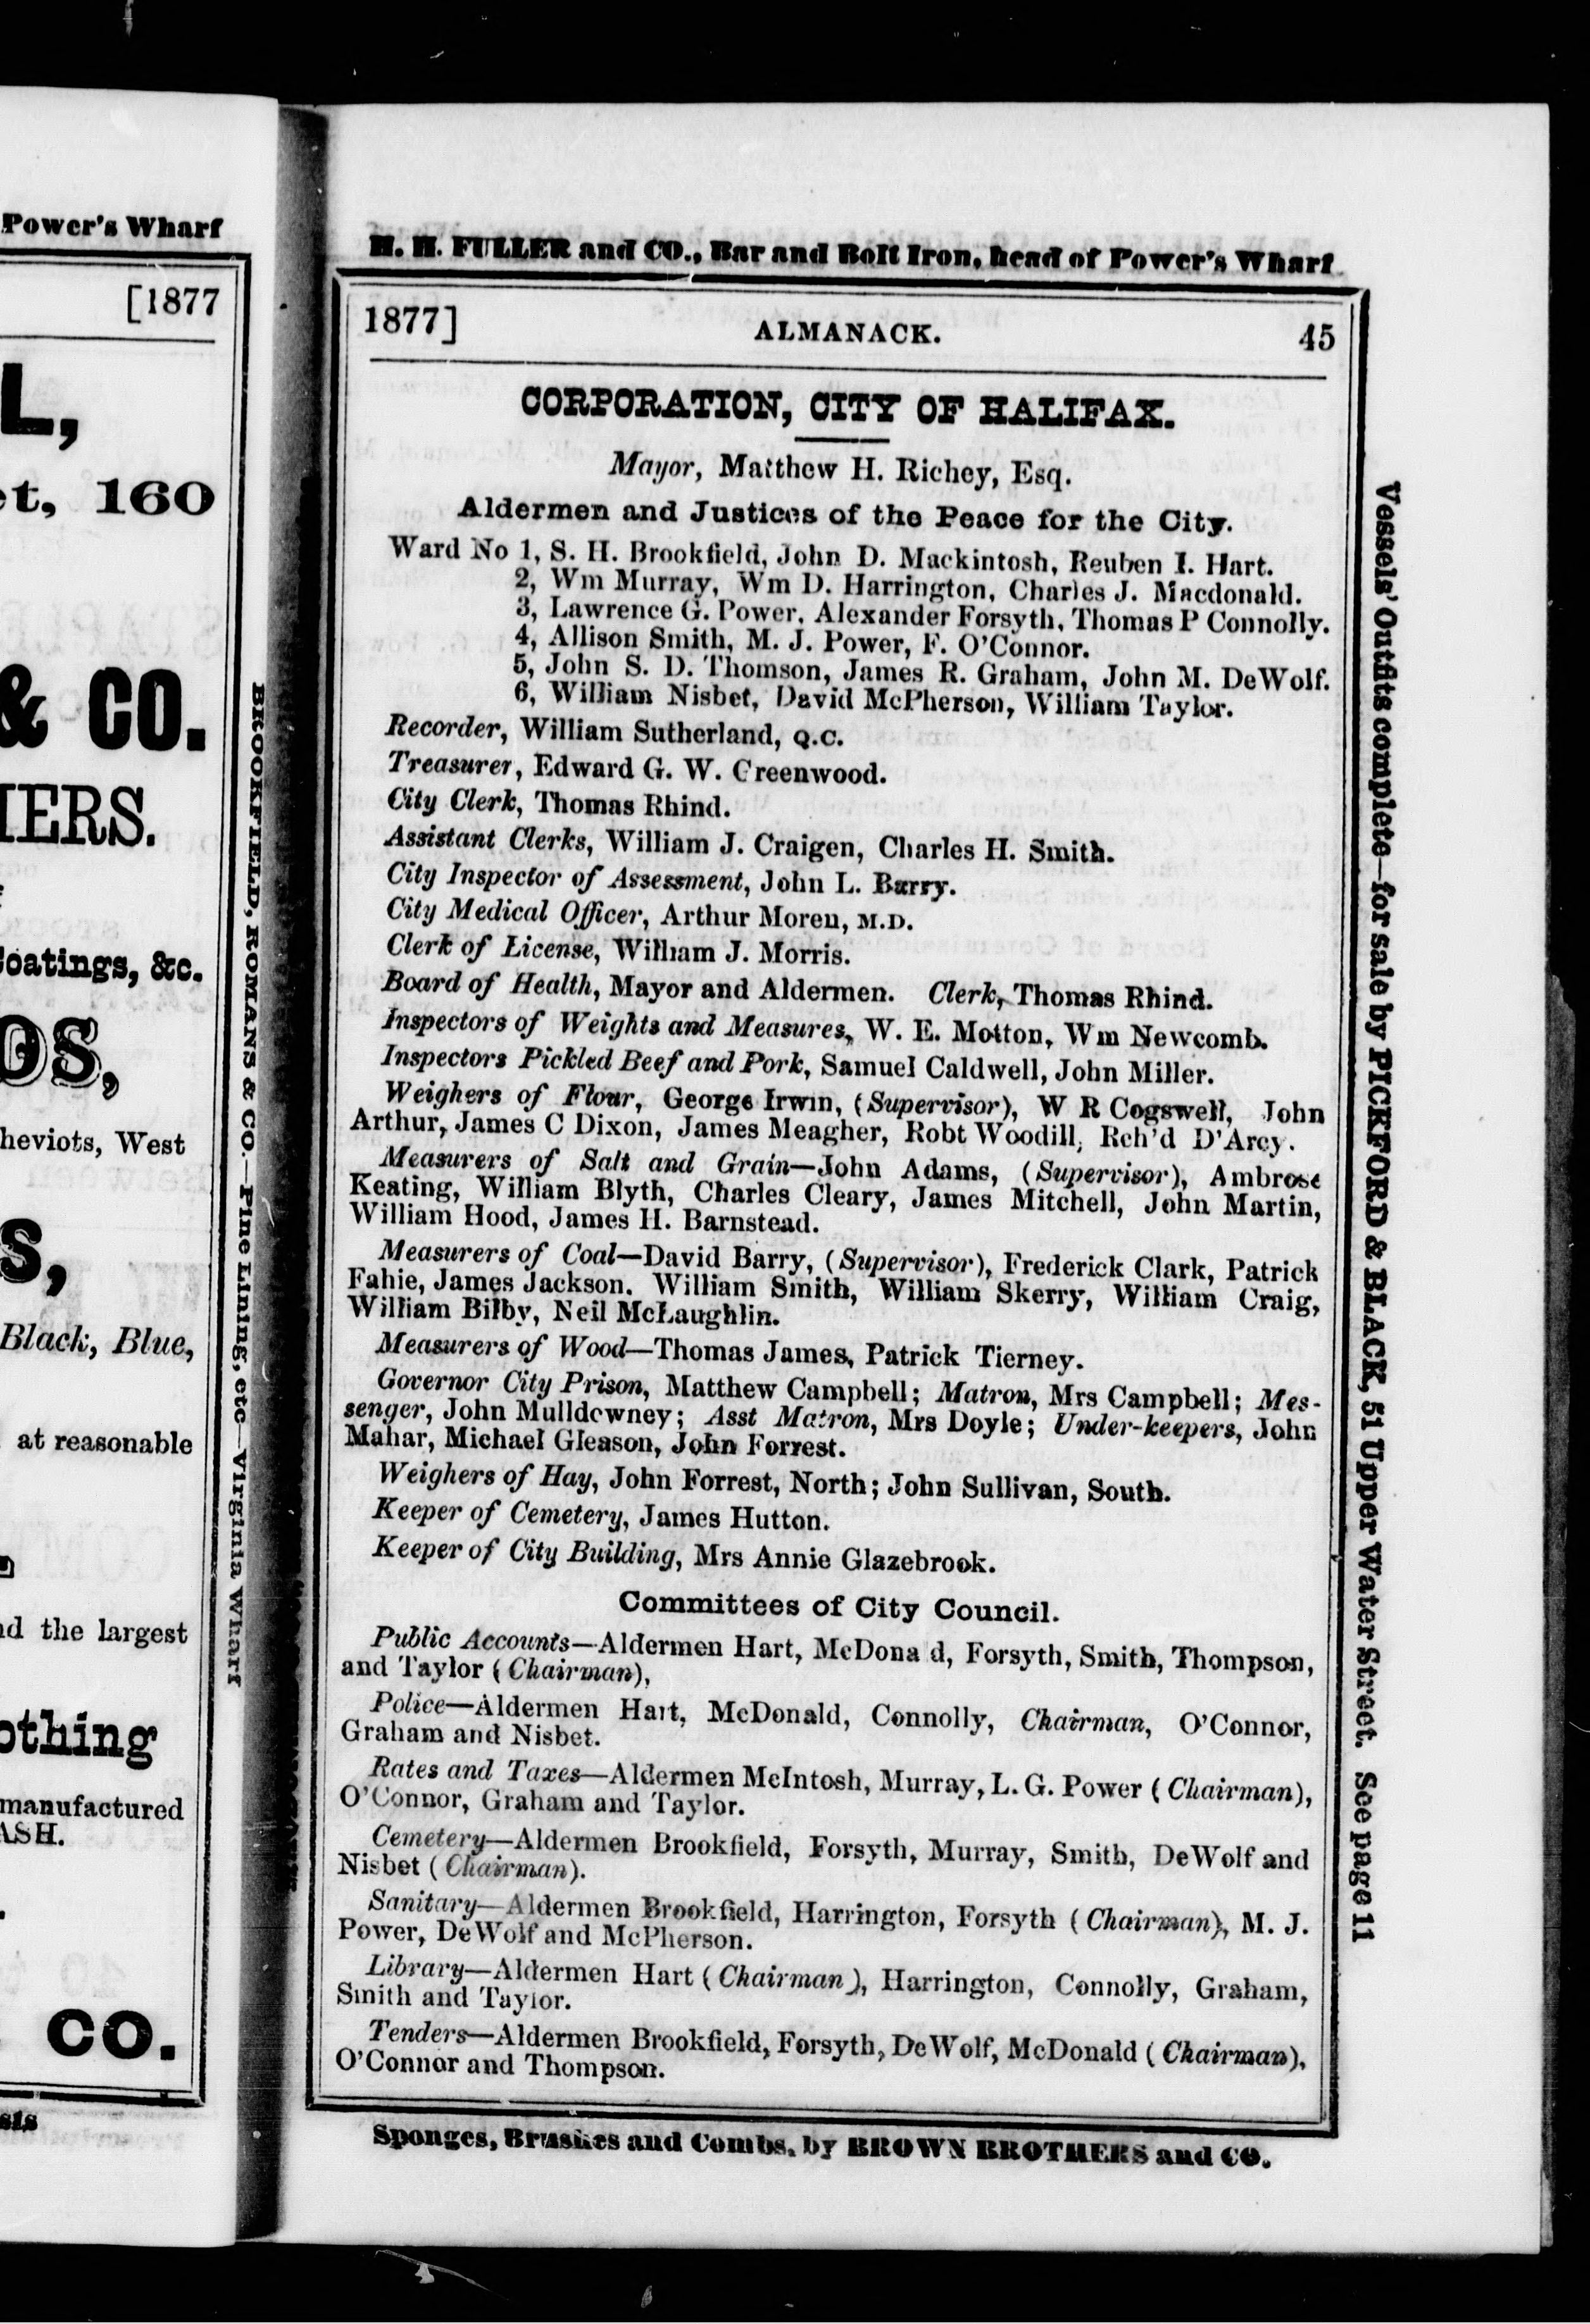 Power's Wharf
[1877
L,
et, 160
& CO.
IERS.
Coatings, &c.
OS,
heviots, West
S,
Black, Blue,
at reasonable
nd the largest
othing
manufactured
ASH.
CO.
BROOKFIELD, ROMANS & CO.—Pine Lining, etc—Virginia Wharf
H. H. FULLER and CO., Bar and Bolt Iron, head of Power's Wharf
1877] ALMANACK. 45
CORPORATION, CITY OF HALIFAX.
Mayor, Matthew H. Richey, Esq.
Aldermen and Justices of the Peace for the City.
Ward No 1, S. H. Brookfield, John D. Mackintosh, Reuben I. Hart.
2, Wm Murray, Wm D. Harrington, Charles J. Macdonald.
3, Lawrence G. Power, Alexander Forsyth, Thomas P Connolly.
4, Allison Smith, M. J. Power, F. O'Connor.
5, John S. D. Thomson, James R. Graham, John M. DeWolf.
6, William Nisbet, David McPherson, William Taylor.
Recorder, William Sutherland, Q.C.
Treasurer, Edward G. W. Greenwood.
City Clerk, Thomas Rhind.
Assistant Clerks, William J. Craigen, Charles H. Smith.
City Inspector of Assessment, John L. Barry.
City Medical Officer, Arthur Moren, M.D.
Clerk of License, William J. Morris.
Board of Health, Mayor and Aldermen. Clerk, Thomas Rhind.
Inspectors of Weights and Measures, W. E. Motton, Wm Newcomb.
Inspectors Pickled Beef and Pork, Samuel Caldwell, John Miller.
Weighers of Flour, George Irwin, (Supervisor), W R Cogswell, John
Arthur, James C Dixon, James Meagher, Robt Woodill, Rch'd D'Arcy.
Measurers of Salt and Grain—John Adams, (Supervisor), Ambrose
Keating, William Blyth, Charles Cleary, James Mitchell, John Martin,
William Hood, James H. Barnstead.
Measurers of Coal—David Barry, (Supervisor), Frederick Clark, Patrick
Fahie, James Jackson. William Smith, William Skerry, William Craig,
William Bilby, Neil McLaughlin.
Measurers of Wood—Thomas James, Patrick Tierney.
Governor City Prison, Matthew Campbell; Matron, Mrs Campbell; Mes-
senger, John Mulldowney; Asst Matron, Mrs Doyle; Under-keepers, John
Mahar, Michael Gleason, John Forrest.
Weighers of Hay, John Forrest, North; John Sullivan, South.
Keeper of Cemetery, James Hutton.
Keeper of City Building, Mrs Annie Glazebrook.
Committees of City Council.
Public Accounts—Aldermen Hart, McDona d, Forsyth, Smith, Thompson,
and Taylor (Chairman),
Police—Aldermen Hart, McDonald, Connolly, Chairman, O'Connor,
Graham and Nisbet.
Rates and Taxes—Aldermen McIntosh, Murray, L. G. Power (Chairman),
O'Connor, Graham and Taylor.
Cemetery—Aldermen Brookfield, Forsyth, Murray, Smith, DeWolf and
Nisbet (Chairman).
Sanitary—Aldermen Brookfield, Harrington, Forsyth (Chairman), M. J.
Power, DeWolf and McPherson.
Library—Aldermen Hart (Chairman), Harrington, Connolly, Graham,
Smith and Taylor.
Tenders—Aldermen Brookfield, Forsyth, DeWolf, McDonald (Chairman),
O'Connor and Thompson.
Sponges, Brushes and Combs, by BROWN BROTHERS and CO.
Vessels' Outfits complete—for sale by PICKFORD & BLACK, 51 Upper Water Street. See page 11